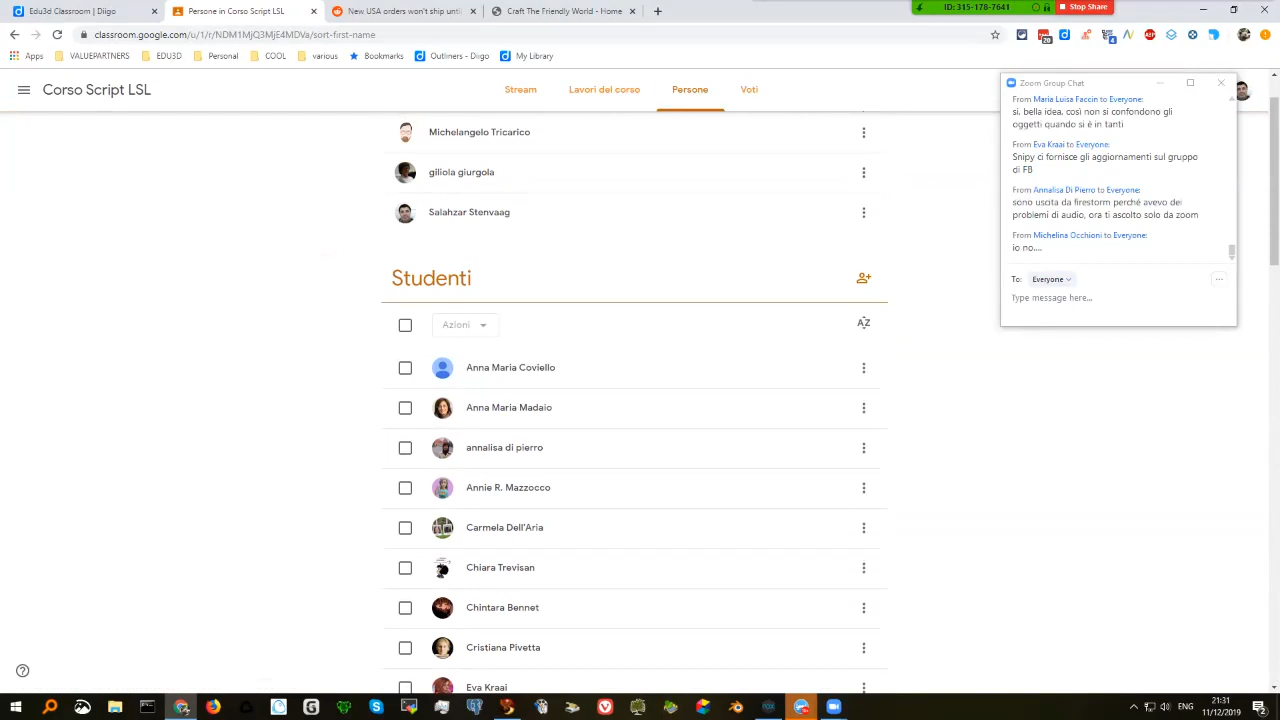 Edu3d Classroom | Diigo
Persone in Corso Script LSL
New USA orders won't ship until
Craft The Friendly World - Home
ID: 315-178-7641
Stop Share
classroom.google.com/u/1/r/NDM1MjQ3MjE4MDVa/sort-first-name
20
4
ABP
Apps
VALUEPARTNERS
EDU3D
Personal
COOL
various
Bookmarks
Outliners - Diigo
My Library
Corso Script LSL
Stream
Lavori del corso
Persone
Voti
Michelangelo Tricarico
giliola giurgola
Salahzar Stenvaag
Studenti
Azioni
AZ
Anna Maria Coviello
Anna Maria Madaio
annalisa di pierro
Annie R. Mazzocco
Carmela Dell'Aria
Chiara Trevisan
Chintara Bennet
Cristiana Pivetta
Eva Kraai
Zoom Group Chat
From Maria Luisa Faccin to Everyone:
si, bella idea, così non si confondono gli
oggetti quando si è in tanti
From Eva Kraai to Everyone:
Snipy ci fornisce gli aggiornamenti sul gruppo
di FB
From Annalisa Di Pierro to Everyone:
sono uscita da firestorm perché avevo dei
problemi di audio, ora ti ascolto solo da zoom
From Michelina Occhioni to Everyone:
io no....
To:
Everyone
Type message here...
ENG
21:31
11/12/2019
2